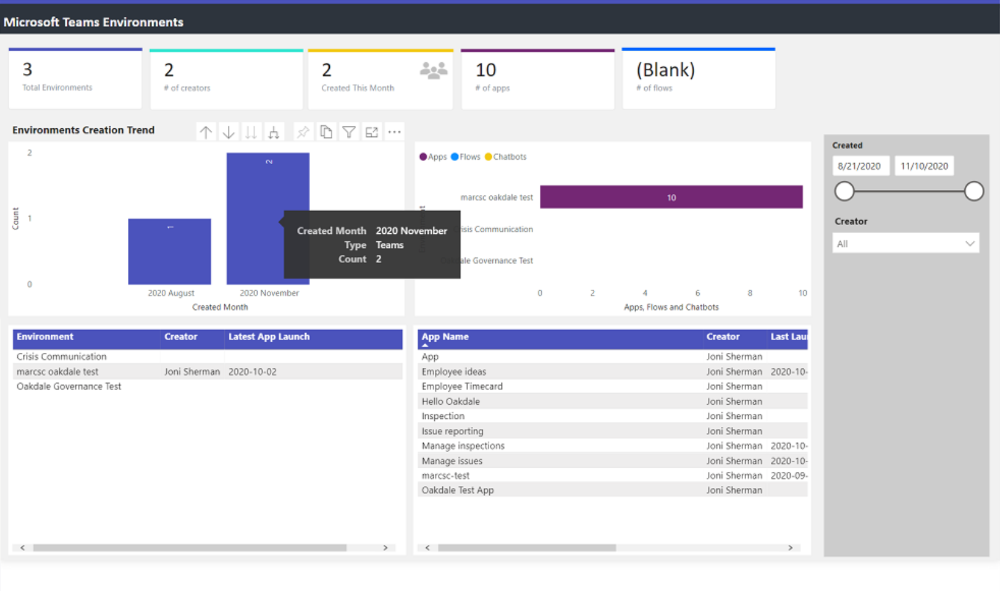 Microsoft Teams Environments
3
Total Environments
2
# of creators
2
Created This Month
10
# of apps
(Blank)
# of flows
Environments Creation Trend
2
1
0
Count
1
2
2020 August
2020 November
Created Month
Created Month 2020 November
Type Teams
Count 2
Apps Flows Chatbots
marcsc oakdale test
10
Communication
Governance Test
0 2 4 6 8 10
Apps, Flows and Chatbots
Created
8/21/2020 11/10/2020
Creator
All
Environment Creator Latest App Launch
Crisis Communication
marcsc oakdale test Joni Sherman 2020-10-02
Oakdale Governance Test
App Name Creator Last Lau
App Joni Sherman
Employee ideas Joni Sherman 2020-10-
Employee Timecard Joni Sherman
Hello Oakdale Joni Sherman
Inspection Joni Sherman
Issue reporting Joni Sherman
Manage inspections Joni Sherman 2020-10-
Manage issues Joni Sherman 2020-10-
marcsc-test Joni Sherman 2020-09-
Oakdale Test App Joni Sherman